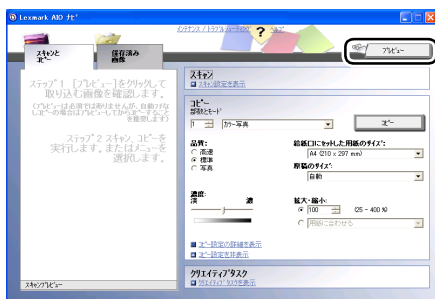 Lexmark AIO ナビ
メンテナンス / トラブルシューティング ? ヘルプ
スキャンと
コピー
保存済み
画像
プレビュー
ステップ 1 [プレビュー]をクリックして
取り込む画像を確認します。
(プレビューは必須ではありませんが、自動フィな
しコピーの場合はプレビューしてからコピーすること
を推奨します)
ステップ 2 スキャン、コピーを
実行します。またはメニューを
選択します。
スキャン
スキャン設定を表示
コピー
部数とモード
1 カラー写真
コピー
品質:
高速
標準
写真
給紙口にセットした用紙のサイズ:
A4 (210 x 297 mm)
原稿のサイズ:
自動
濃度:
淡 濃
拡大・縮小:
100 (25 - 400 %)
用紙に合わせる
コピー設定の詳細を表示
コピー設定を非表示
クリエイティブタスク
クリエイティブタスクを表示
スキャンプレビュー